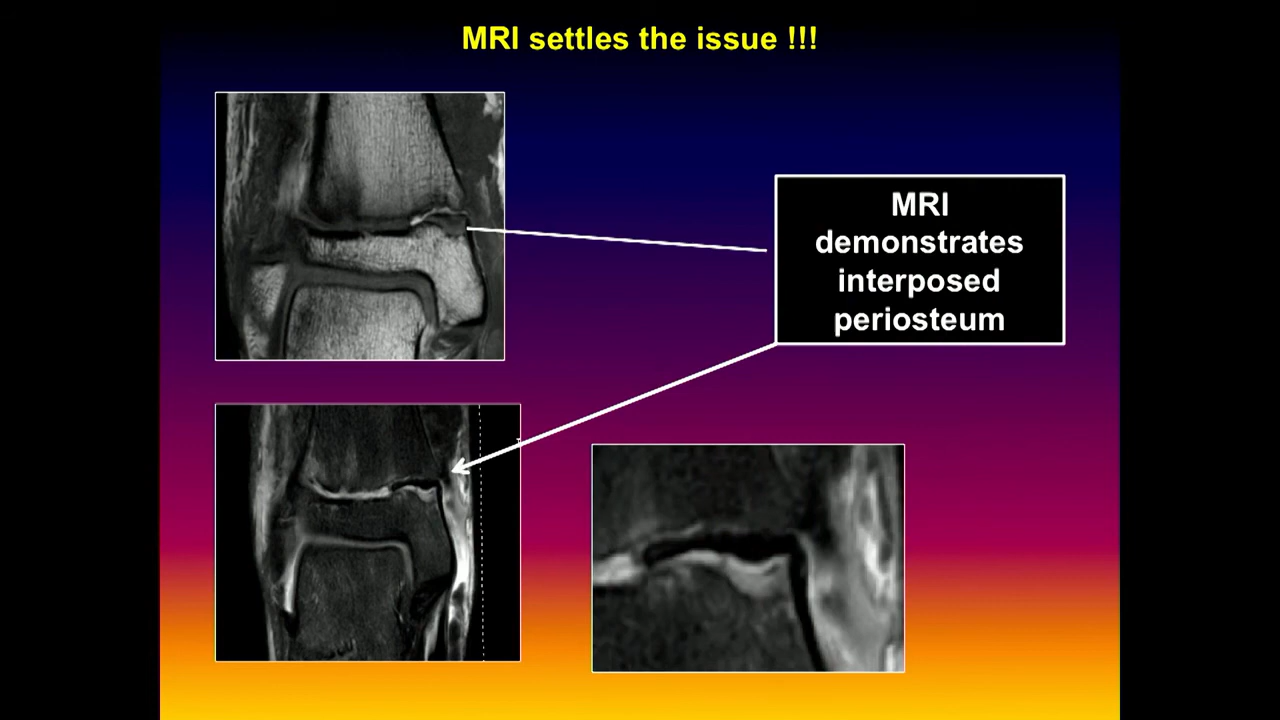 MRI settles the issue !!!
MRI
demonstrates
interposed
periosteum